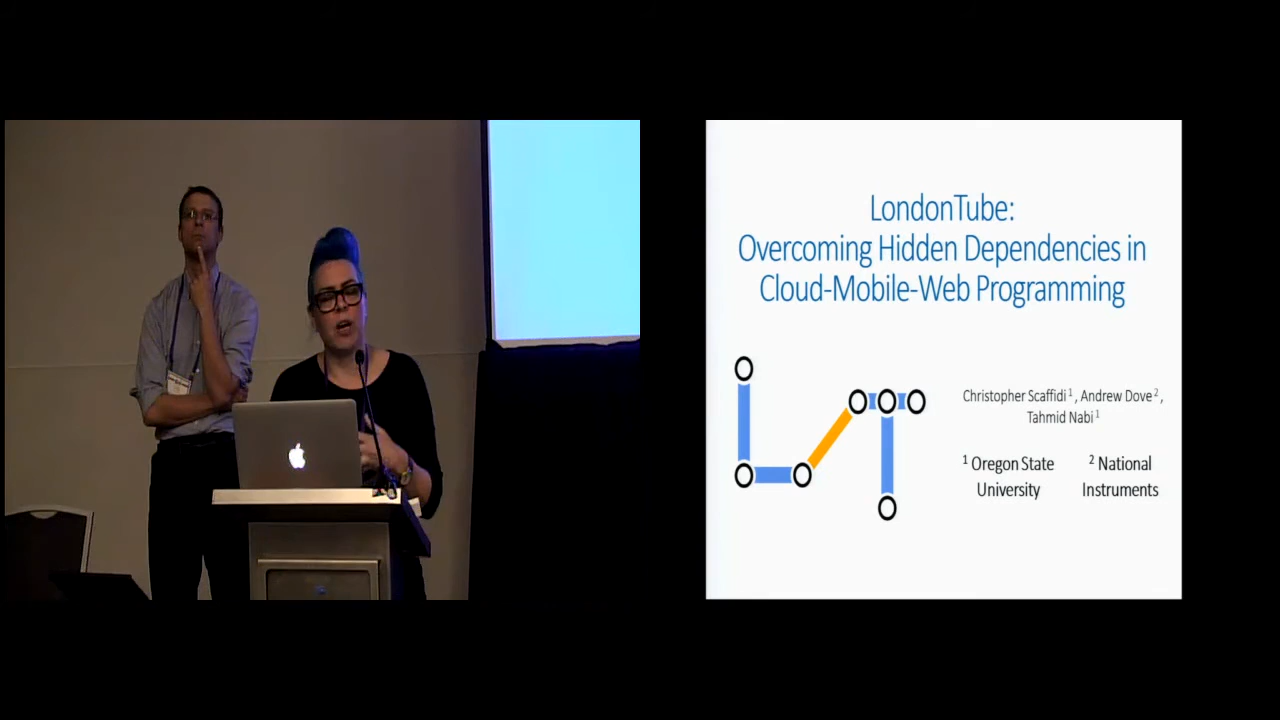 LondonTube:
Overcoming Hidden Dependencies in
Cloud-Mobile-Web Programming
Christopher Scaffidi 1, Andrew Dove 2,
Tahmid Nabi 1
1 Oregon State
University
2 National
Instruments